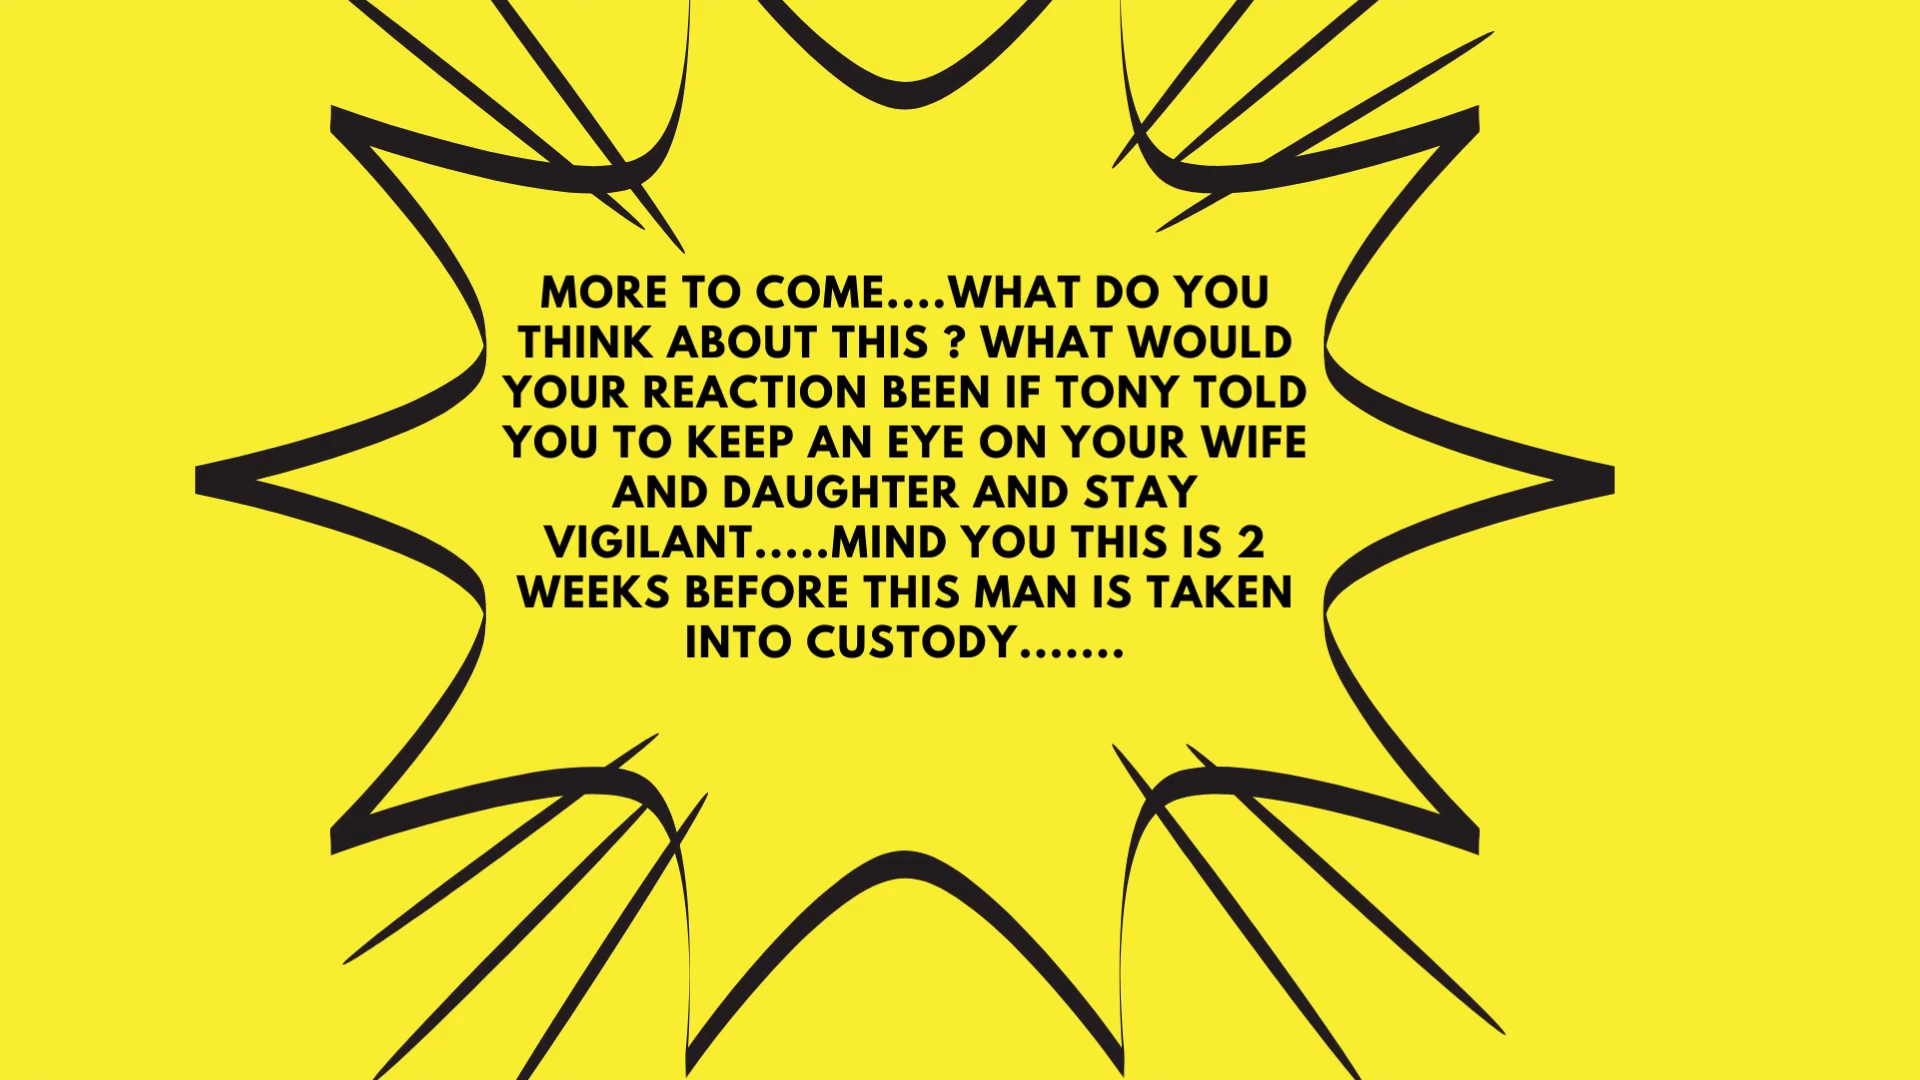 MORE TO COME....WHAT DO YOU
THINK ABOUT THIS ? WHAT WOULD
YOUR REACTION BEEN IF TONY TOLD
YOU TO KEEP AN EYE ON YOUR WIFE
AND DAUGHTER AND STAY
VIGILANT.....MIND YOU THIS IS 2
WEEKS BEFORE THIS MAN IS TAKEN
INTO CUSTODY.......